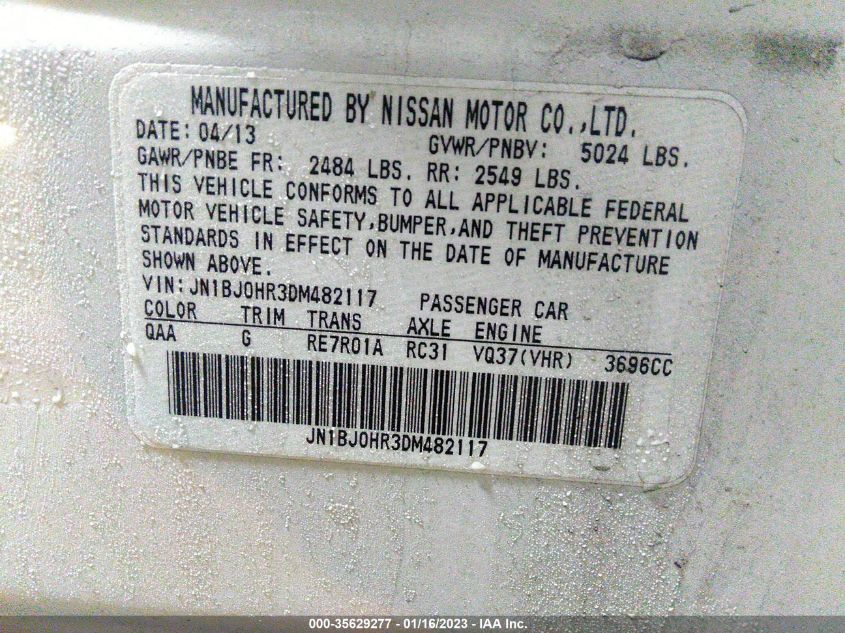 MANUFACTURED BY NISSAN MOTOR CO.,LTD.
DATE: 04/13 GVWR/PNBV: 5024 LBS.
GAWR/PNBE FR: 2484 LBS. RR: 2549 LBS.
THIS VEHICLE CONFORMS TO ALL APPLICABLE FEDERAL
MOTOR VEHICLE SAFETY,BUMPER,AND THEFT PREVENTION
STANDARDS IN EFFECT ON THE DATE OF MANUFACTURE
SHOWN ABOVE.
VIN: JN1BJ0HR3DM482117 PASSENGER CAR
COLOR TRIM TRANS AXLE ENGINE
QAA G RE7R01A RC31 VQ37(VHR) 3696CC
JN1BJ0HR3DM482117
000-35629277 - 01/16/2023 - IAA Inc.